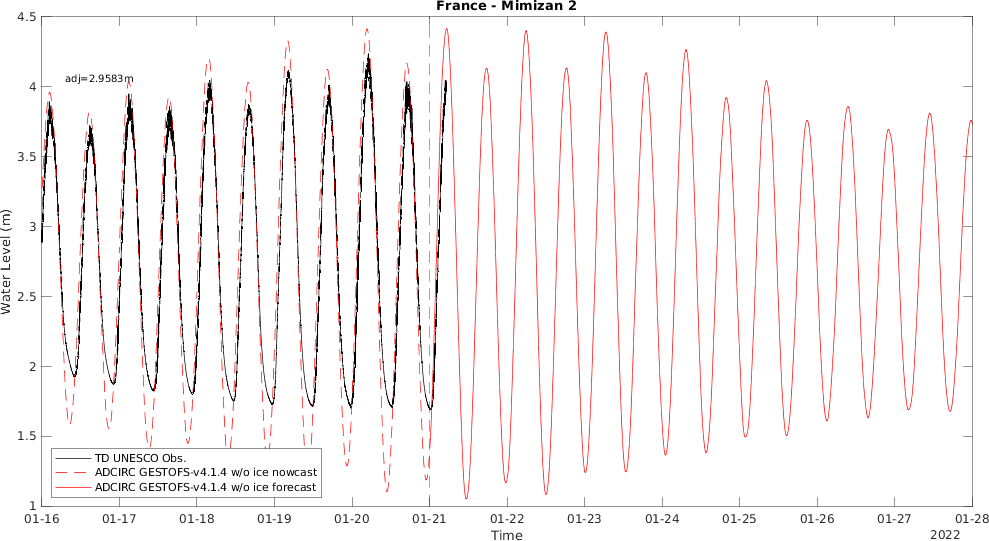 France - Mimizan 2
4.5
adj=2.9583m
4
3.5
3
2.5
2
1.5
1
Water Level (m)
TD UNESCO Obs.
ADCIRC GESTOFS-v4.1.4 w/o ice nowcast
ADCIRC GESTOFS-v4.1.4 w/o ice forecast
01-16 01-17 01-18 01-19 01-20 01-21 01-22 01-23 01-24 01-25 01-26 01-27 01-28
Time
2022